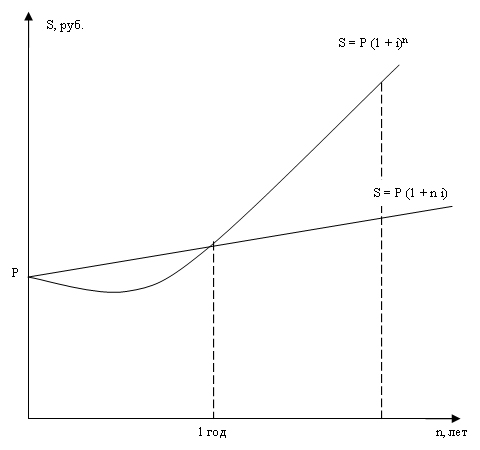 S, руб.
S = P (1 + i)ⁿ
S = P (1 + n i)
P
1 год
n, лет